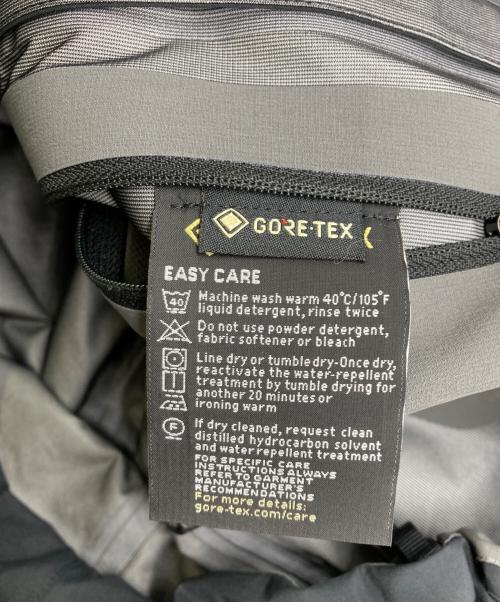 GORE-TEX
EASY CARE
40
Machine wash warm 40°C/105°F
liquid detergent, rinse twice
Do not use powder detergent,
fabric softener or bleach
Line dry or tumble dry-Once dry,
reactivate the water-repellent
treatment by tumble drying for
another 20 minutes or
ironing warm
F
If dry cleaned, request clean
distilled hydrocarbon solvent
and water repellent treatment
FOR SPECIFIC CARE
INSTRUCTIONS ALWAYS
REFER TO GARMENT
MANUFACTURER'S
RECOMMENDATIONS
For more details:
gore-tex.com/care